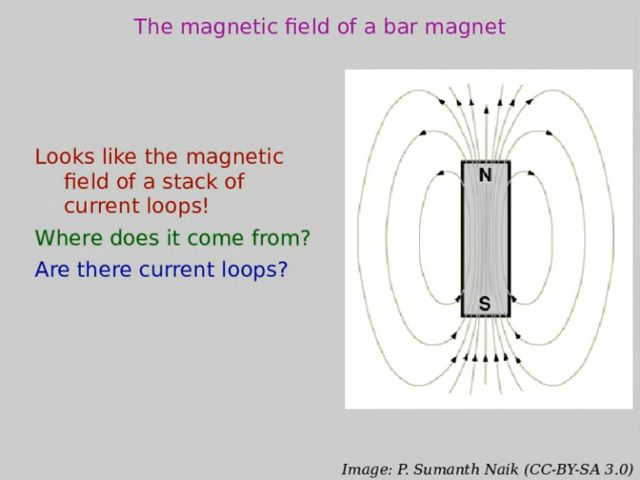 The magnetic field of a bar magnet
Looks like the magnetic
field of a stack of
current loops!
Where does it come from?
Are there current loops?
N
S
Image: P. Sumanth Naik (CC-BY-SA 3.0)